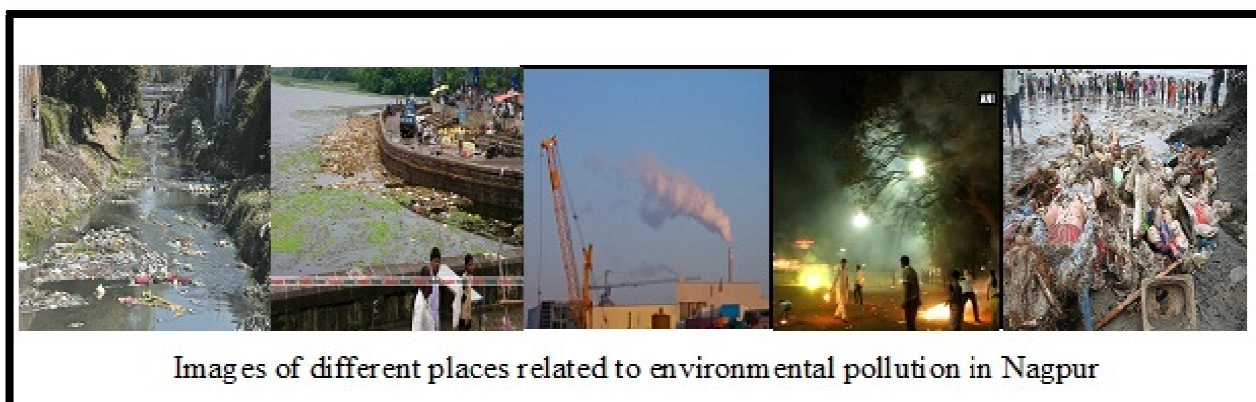 Images of different places related to environmental pollution in Nagpur